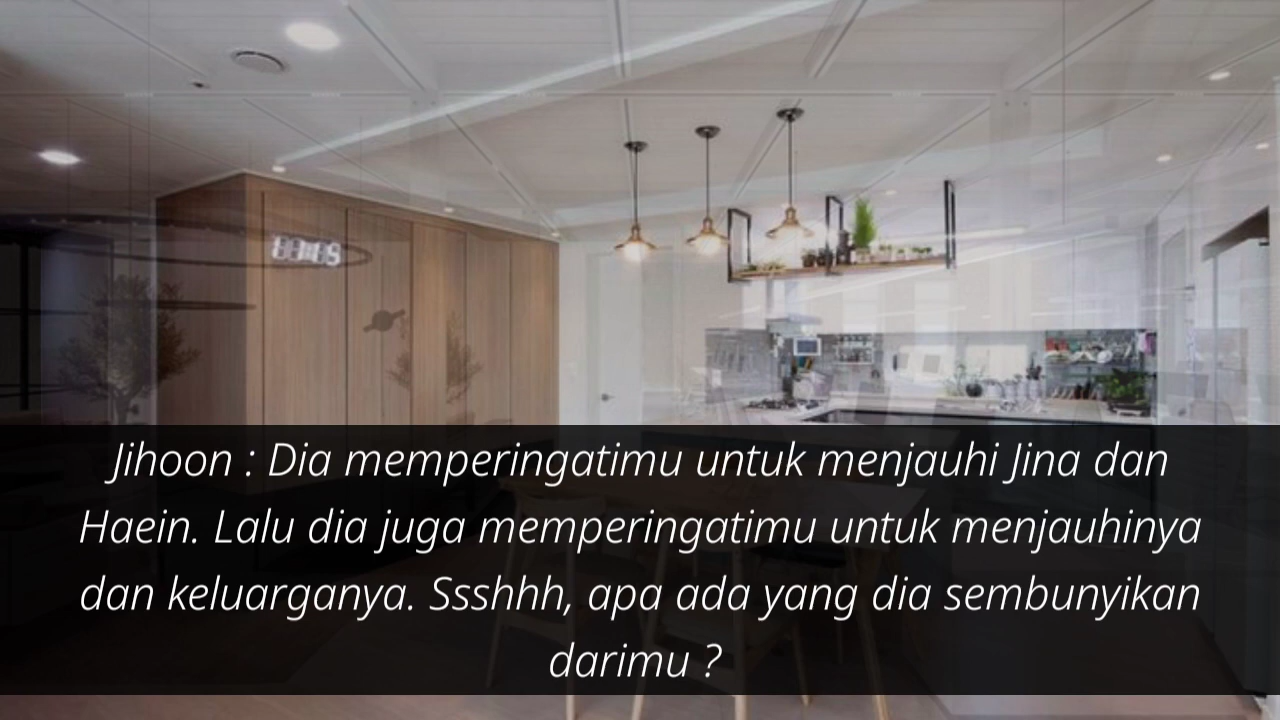 Jihoon : Dia memperingatimu untuk menjauhi Jina dan
Haein. Lalu dia juga memperingatimu untuk menjauhinya
dan keluarganya. Ssshhh, apa ada yang dia sembunyikan
darimu ?